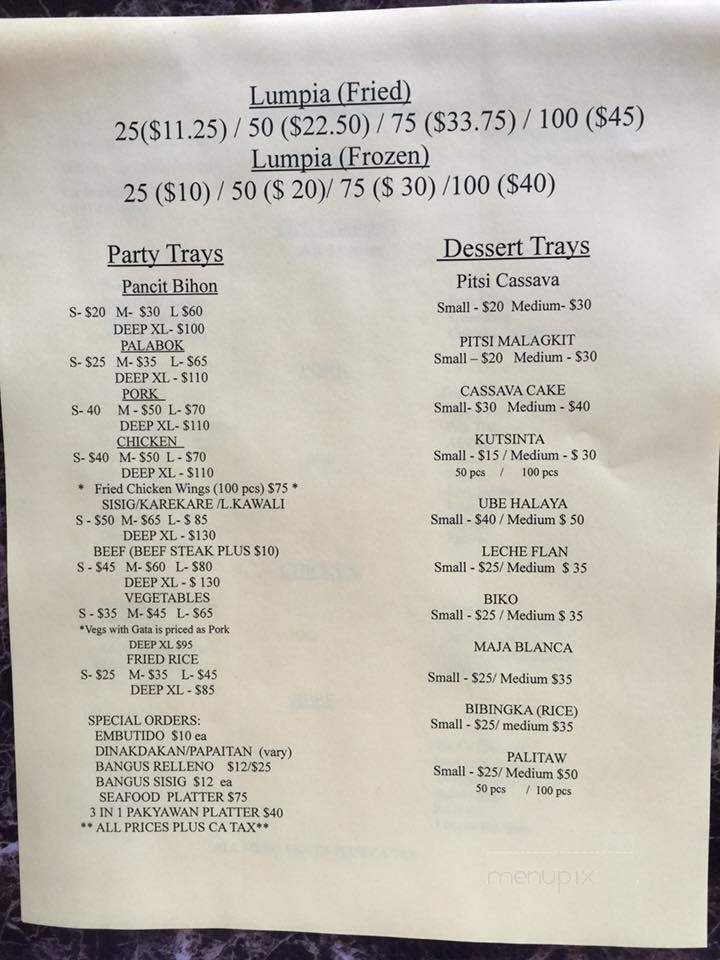 Lumpia (Fried)
25($11.25) / 50 ($22.50) / 75 ($33.75) / 100 ($45)
Lumpia (Frozen)
25 ($10) / 50 ($ 20)/ 75 ($ 30) /100 ($40)
Party Trays
Pancit Bihon
S- $20 M- $30 L $60
DEEP XL- $100
PALABOK
S- $25 M- $35 L- $65
DEEP XL - $110
PORK
S- 40 M - $50 L- $70
DEEP XL- $110
CHICKEN
S- $40 M- $50 L - $70
DEEP XL - $110
* Fried Chicken Wings (100 pcs) $75 *
SISIG/KAREKARE /L.KAWALI
S - $50 M- $65 L- $ 85
DEEP XL - $130
BEEF (BEEF STEAK PLUS $10)
S - $45 M- $60 L- $80
DEEP XL - $ 130
VEGETABLES
S - $35 M- $45 L- $65
*Vegs with Gata is priced as Pork
DEEP XL $95
FRIED RICE
S- $25 M- $35 L- $45
DEEP XL - $85
SPECIAL ORDERS:
EMBUTIDO $10 ea
DINAKDAKAN/PAPAITAN (vary)
BANGUS RELLENO $12/$25
BANGUS SISIG $12 ea
SEAFOOD PLATTER $75
3 IN 1 PAKYAWAN PLATTER $40
** ALL PRICES PLUS CA TAX**
Dessert Trays
Pitsi Cassava
Small - $20 Medium- $30
PITSI MALAGKIT
Small – $20 Medium - $30
CASSAVA CAKE
Small- $30 Medium - $40
KUTSINTA
Small - $15 / Medium - $ 30
50 pcs / 100 pcs
UBE HALAYA
Small - $40 / Medium $ 50
LECHE FLAN
Small - $25/ Medium $ 35
BIKO
Small - $25 / Medium $ 35
MAJA BLANCA
Small - $25/ Medium $35
BIBINGKA (RICE)
Small - $25/ medium $35
PALITAW
Small - $25/ Medium $50
50 pcs / 100 pcs
menupix